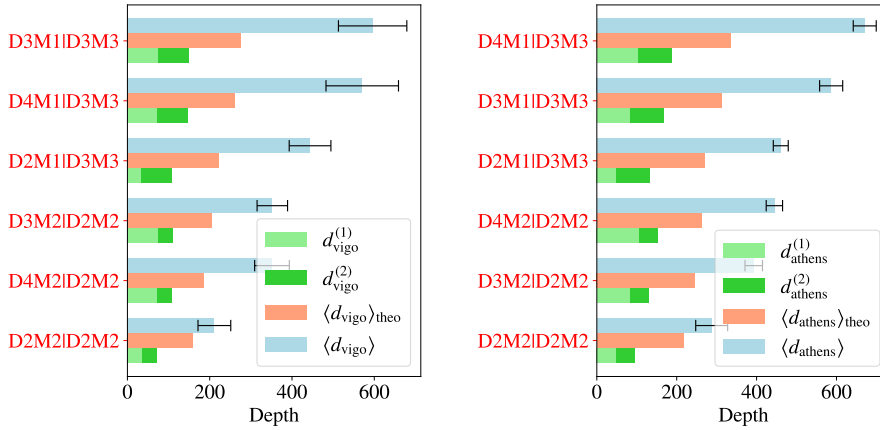 D3M1|D3M3
D4M1|D3M3
D2M1|D3M3
D3M2|D2M2
D4M2|D2M2
D2M2|D2M2
0 200 400 600
Depth
d_vigo^(1)
d_vigo^(2)
⟨d_vigo⟩_theo
⟨d_vigo⟩
D4M1|D3M3
D3M1|D3M3
D2M1|D3M3
D4M2|D2M2
D3M2|D2M2
D2M2|D2M2
0 200 400 600
Depth
d_athens^(1)
d_athens^(2)
⟨d_athens⟩_theo
⟨d_athens⟩